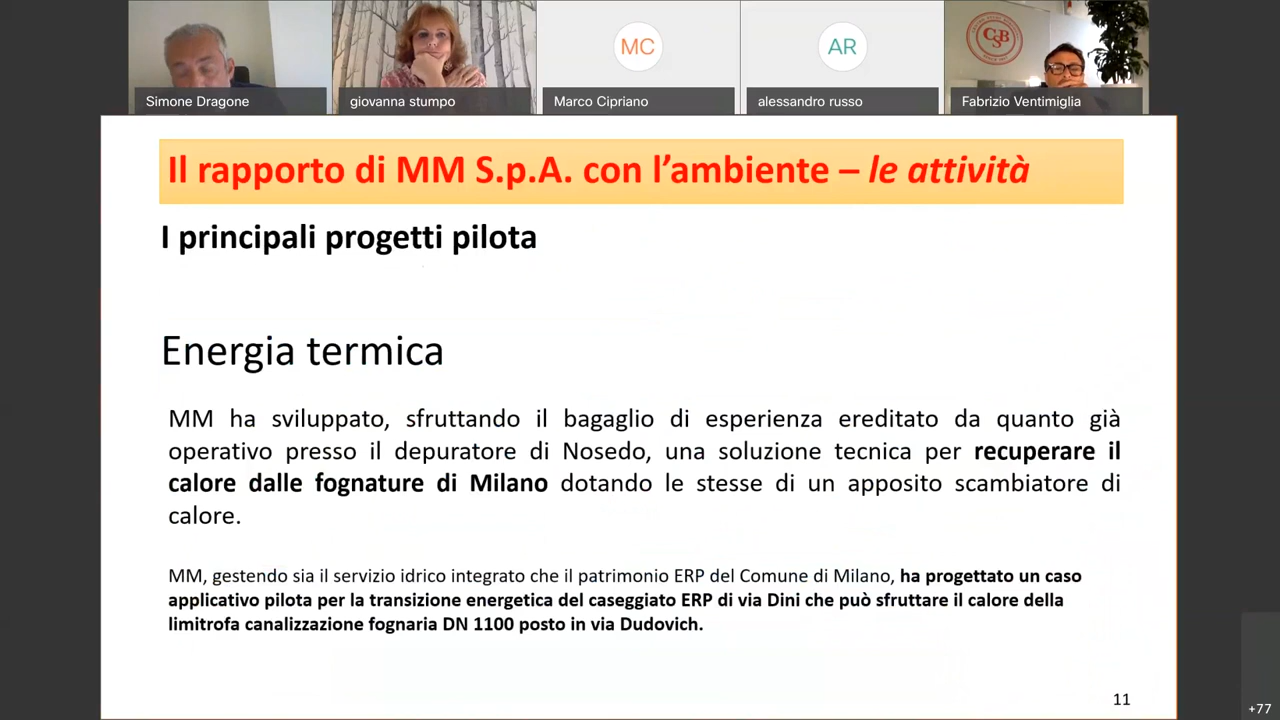 MC
AR
CSB
Simone Dragone
giovanna stumpo
Marco Cipriano
alessandro russo
Fabrizio Ventimiglia
Il rapporto di MM S.p.A. con l’ambiente – le attività
I principali progetti pilota
Energia termica
MM ha sviluppato, sfruttando il bagaglio di esperienza ereditato da quanto già
operativo presso il depuratore di Nosedo, una soluzione tecnica per recuperare il
calore dalle fognature di Milano dotando le stesse di un apposito scambiatore di
calore.
MM, gestendo sia il servizio idrico integrato che il patrimonio ERP del Comune di Milano, ha progettato un caso
applicativo pilota per la transizione energetica del caseggiato ERP di via Dini che può sfruttare il calore della
limitrofa canalizzazione fognaria DN 1100 posto in via Dudovich.
11
+77